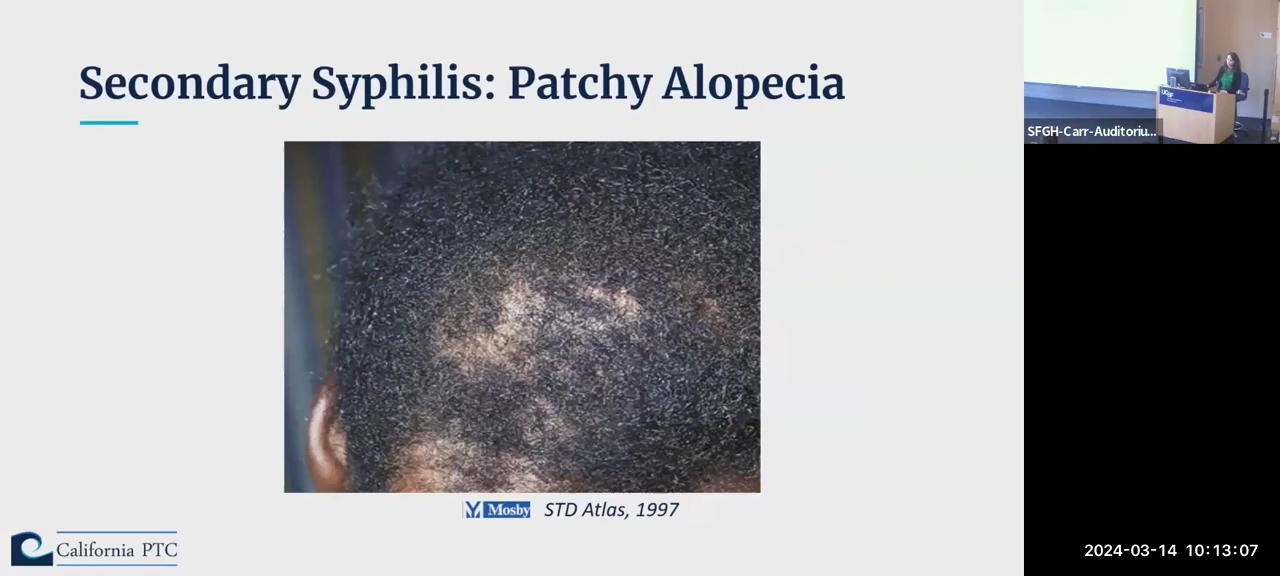 Secondary Syphilis: Patchy Alopecia
UCSF
SFGH-Carr-Auditoriu...
Mosby STD Atlas, 1997
California PTC
2024-03-14 10:13:07